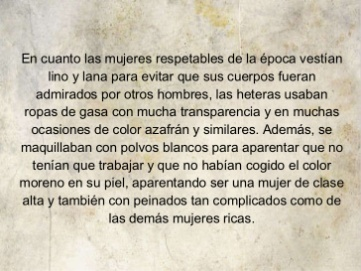 En cuanto las mujeres respetables de la época vestían
lino y lana para evitar que sus cuerpos fueran
admirados por otros hombres, las heteras usaban
ropas de gasa con mucha transparencia y en muchas
ocasiones de color azafrán y similares. Además, se
maquillaban con polvos blancos para aparentar que no
tenían que trabajar y que no habían cogido el color
moreno en su piel, aparentando ser una mujer de clase
alta y también con peinados tan complicados como de
las demás mujeres ricas.